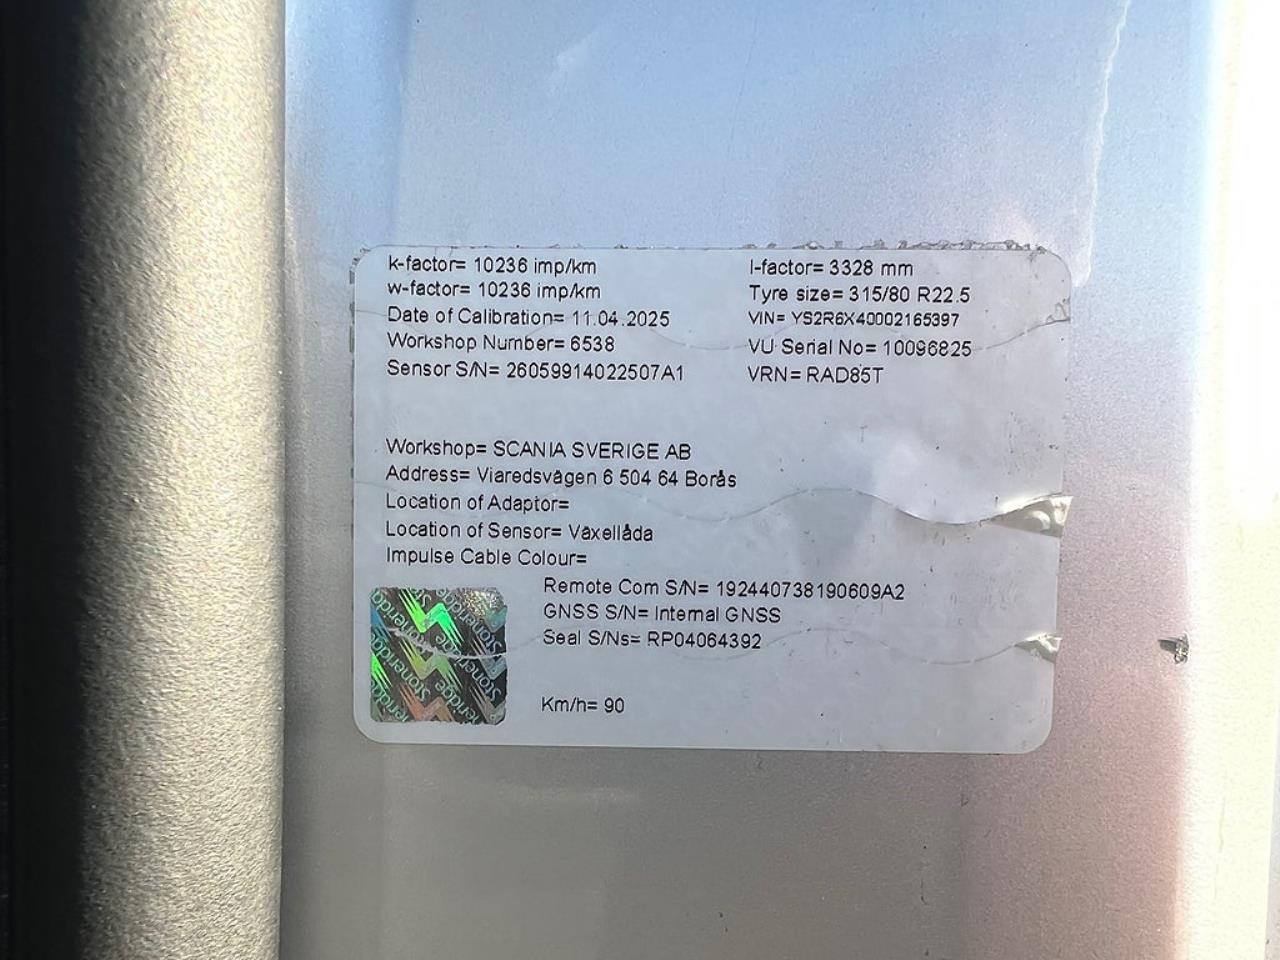 k-factor= 10236 imp/km
w-factor= 10236 imp/km
Date of Calibration= 11.04.2025
Workshop Number= 6538
Sensor S/N= 26059914022507A1
l-factor= 3328 mm
Tyre size= 315/80 R22.5
VIN= YS2R6X40002165397
VU Serial No= 10096825
VRN= RAD85T
Workshop= SCANIA SVERIGE AB
Address= Viaredsvägen 6 504 64 Borås
Location of Adaptor=
Location of Sensor= Växellåda
Impulse Cable Colour=
Remote Com S/N= 192440738190609A2
GNSS S/N= Internal GNSS
Seal S/Ns= RP04064392
Km/h= 90
Stoneridge